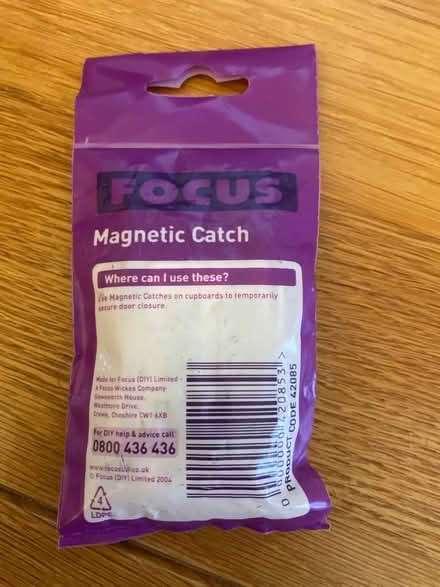 FOCUS
Magnetic Catch
Where can I use these?
Use Magnetic Catches on cupboards to temporarily
secure door closure.
Made for Focus (DIY) Limited -
A Focus Wickes Company
Gawsworth House,
Westmere Drive,
Crewe, Cheshire CW1 6XB
For DIY help & advice call
0800 436 436
www.focusdiy.co.uk
© Focus (DIY) Limited 2004
4
LDPE
PRODUCT CODE 42085